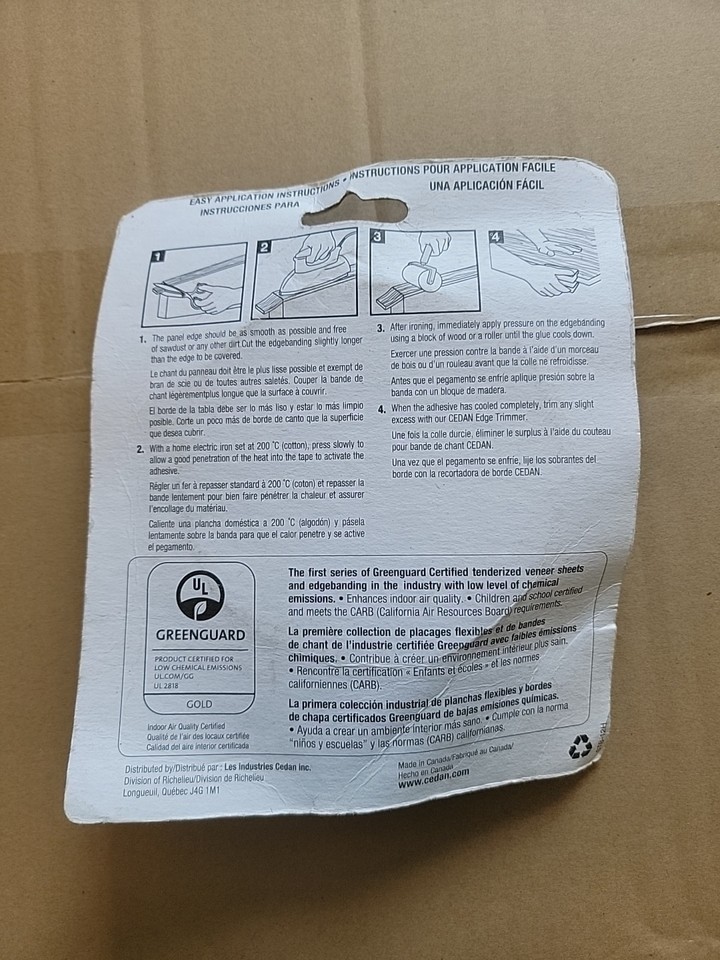 EASY APPLICATION INSTRUCTIONS • INSTRUCTIONS POUR APPLICATION FACILE
INSTRUCCIONES PARA UNA APLICACIÓN FÁCIL
1
2
3
4
1. The panel edge should be as smooth as possible and free
of sawdust or any other dirt.Cut the edgebanding slightly longer
than the edge to be covered.
Le chant du panneau doit être le plus lisse possible et exempt de
bran de scie ou de toutes autres saletés. Couper la bande de
chant légèrementplus longue que la surface à couvrir.
El borde de la tabla debe ser lo más liso y estar lo más limpio
posible. Corte un poco más de borde de canto que la superficie
que desea cubrir.
2. With a home electric iron set at 200 °C (cotton), press slowly to
allow a good penetration of the heat into the tape to activate the
adhesive.
Régler un fer à repasser standard à 200 °C (coton) et repasser la
bande lentement pour bien faire pénétrer la chaleur et assurer
l'encollage du matériau.
Caliente una plancha doméstica a 200 °C (algodón) y pásela
lentamente sobre la banda para que el calor penetre y se active
el pegamento.
3. After ironing, immediately apply pressure on the edgebanding
using a block of wood or a roller until the glue cools down.
Exercer une pression contre la bande à l'aide d'un morceau
de bois ou d'un rouleau avant que la colle ne refroidisse.
Antes que el pegamento se enfrie aplique presión sobre la
banda con un bloque de madera.
4. When the adhesive has cooled completely, trim any slight
excess with our CEDAN Edge Trimmer.
Une fois la colle durcie, éliminer le surplus à l'aide du couteau
pour bande de chant CEDAN.
Una vez que el pegamento se enfrie, lije los sobrantes del
borde con la recortadora de borde CEDAN.
UL
GREENGUARD
PRODUCT CERTIFIED FOR
LOW CHEMICAL EMISSIONS
UL.COM/GG
UL 2818
GOLD
Indoor Air Quality Certified
Qualité de l'air des locaux certifiée
Calidad del aire interior certificada
The first series of Greenguard Certified tenderized veneer sheets
and edgebanding in the industry with low level of chemical
emissions. • Enhances indoor air quality. • Children and school certified
and meets the CARB (California Air Resources Board) requirements.
La première collection de placages flexibles et de bandes
de chant de l'industrie certifiée Greenguard avec faibles émissions
chimiques. • Contribue à créer un environnement intérieur plus sain.
• Rencontre la certification « Enfants et écoles » et les normes
californiennes (CARB).
La primera colección industrial de planchas flexibles y bordes
de chapa certificados Greenguard de bajas emisiones químicas.
• Ayuda a crear un ambiente interior más sano. • Cumple con la norma
"niños y escuelas" y las normas (CARB) californianas.
Distributed by/Distribué par : Les Industries Cedan inc.
Division of Richelieu/Division de Richelieu
Longueuil, Québec J4G 1M1
Made in Canada/Fabriqué au Canada/
Hecho en Canadá
www.cedan.com